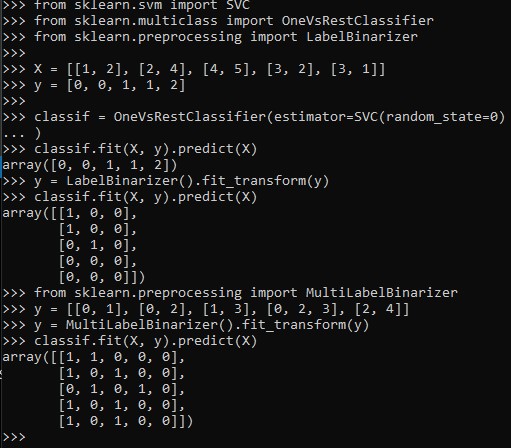 >>> from sklearn.svm import SVC
>>> from sklearn.multiclass import OneVsRestClassifier
>>> from sklearn.preprocessing import LabelBinarizer
>>>
>>> X = [[1, 2], [2, 4], [4, 5], [3, 2], [3, 1]]
>>> y = [0, 0, 1, 1, 2]
>>>
>>> classif = OneVsRestClassifier(estimator=SVC(random_state=0)
... )
>>> classif.fit(X, y).predict(X)
array([0, 0, 1, 1, 2])
>>> y = LabelBinarizer().fit_transform(y)
>>> classif.fit(X, y).predict(X)
array([[1, 0, 0],
       [1, 0, 0],
       [0, 1, 0],
       [0, 0, 0],
       [0, 0, 0]])
>>> from sklearn.preprocessing import MultiLabelBinarizer
>>> y = [[0, 1], [0, 2], [1, 3], [0, 2, 3], [2, 4]]
>>> y = MultiLabelBinarizer().fit_transform(y)
>>> classif.fit(X, y).predict(X)
array([[1, 1, 0, 0, 0],
       [1, 0, 1, 0, 0],
       [0, 1, 0, 1, 0],
       [1, 0, 1, 0, 0],
       [1, 0, 1, 0, 0]])
>>>